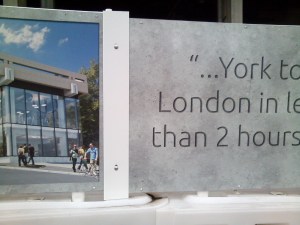 “...York to
London in le
than 2 hours